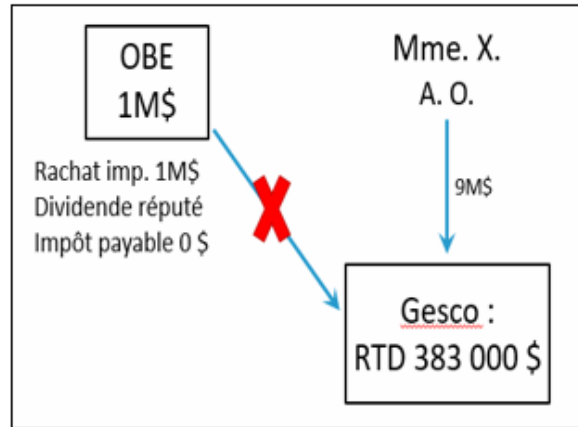 OBE
1M$
Mme. X.
A. O.
Rachat imp. 1M$
Dividende réputé
Impôt payable 0 $
9M$
Gesco :
RTD 383 000 $